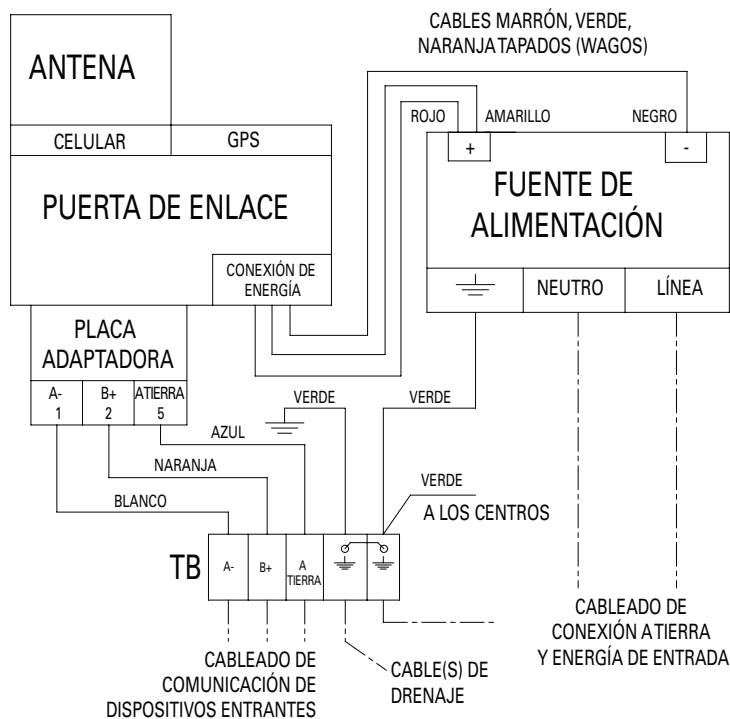 CABLES MARRÓN, VERDE,
NARANJA TAPADOS (WAGOS)
ANTENA
CELULAR
GPS
PUERTA DE ENLACE
CONEXIÓN DE
ENERGÍA
ROJO
AMARILLO
NEGRO
+
-
FUENTE DE
ALIMENTACIÓN
NEUTRO
LÍNEA
PLACA
ADAPTADORA
A-
1
B+
2
ATIERRA
5
VERDE
VERDE
AZUL
NARANJA
BLANCO
VERDE
A LOS CENTROS
TB
A-
B+
A
TIERRA
CABLEADO DE
COMUNICACIÓN DE
DISPOSITIVOS ENTRANTES
CABLE(S) DE
DRENAJE
CABLEADO DE
CONEXIÓN A TIERRA
Y ENERGÍA DE ENTRADA